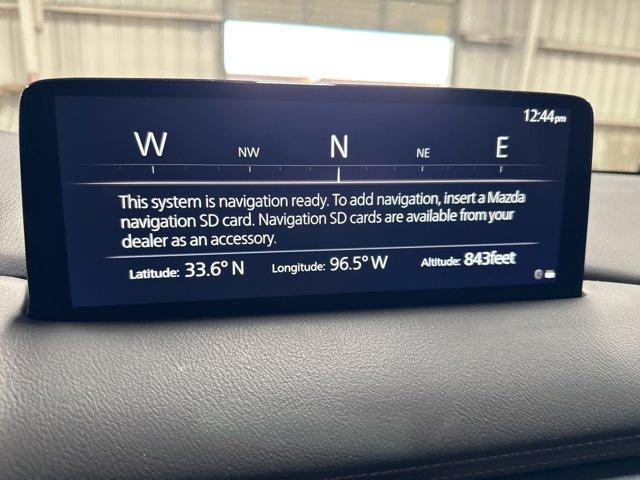 12:44pm
W NW N NE E
This system is navigation ready. To add navigation, insert a Mazda
navigation SD card. Navigation SD cards are available from your
dealer as an accessory.
Latitude: 33.6° N Longitude: 96.5° W Altitude: 843feet